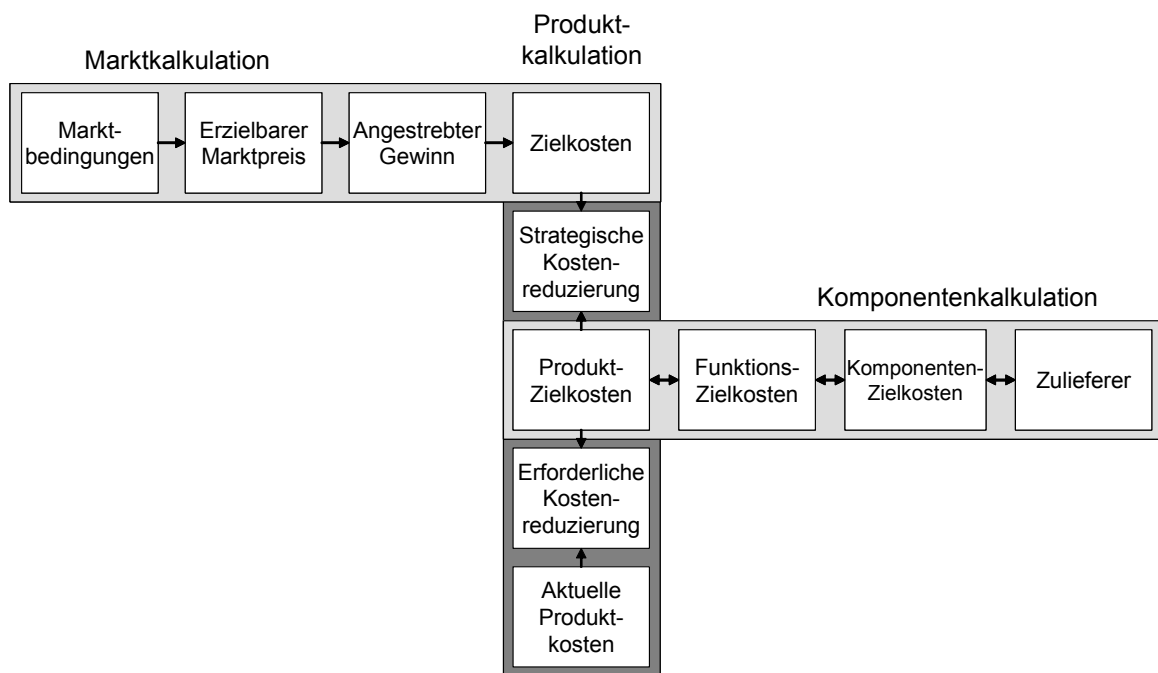 Produkt-
kalkulation
Marktkalkulation
Markt-
bedingungen
Erzielbarer
Marktpreis
Angestrebter
Gewinn
Zielkosten
Strategische
Kosten-
reduzierung
Komponentenkalkulation
Produkt-
Zielkosten
Funktions-
Zielkosten
Komponenten-
Zielkosten
Zulieferer
Erforderliche
Kosten-
reduzierung
Aktuelle
Produkt-
kosten